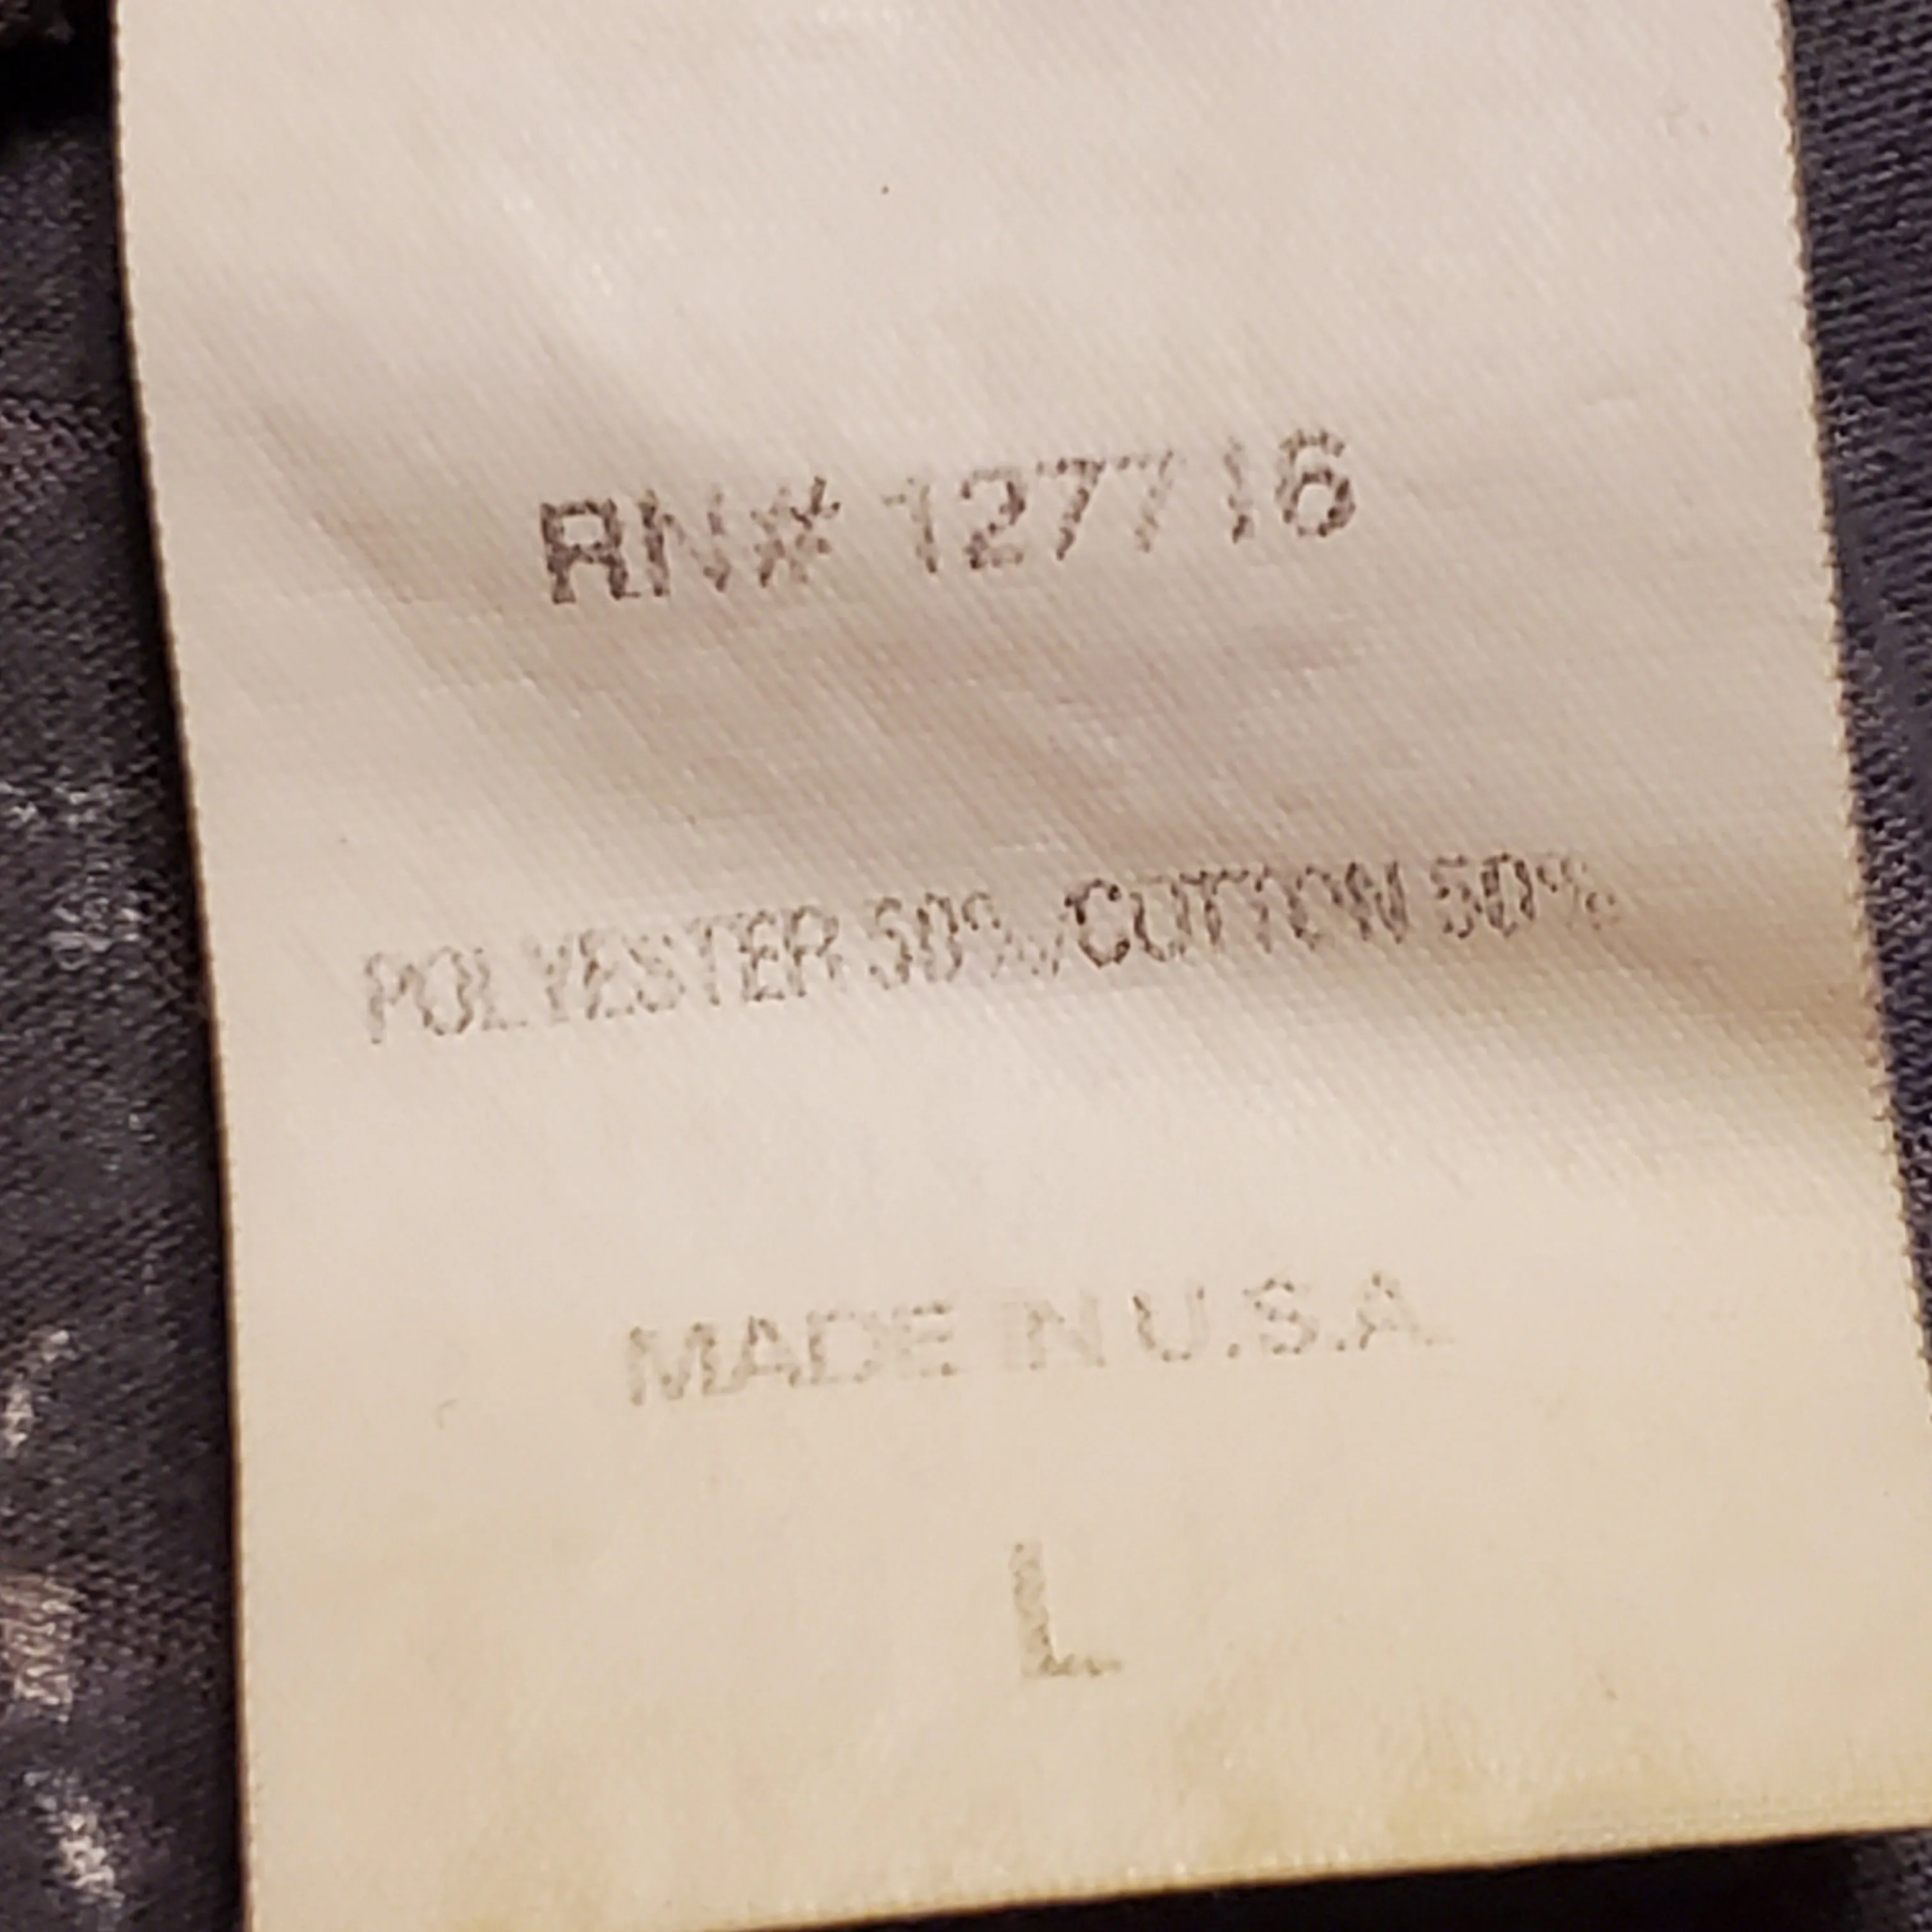 RN# 127716
POLYESTER 50%/COTTON 50%
MADE IN U.S.A.
L